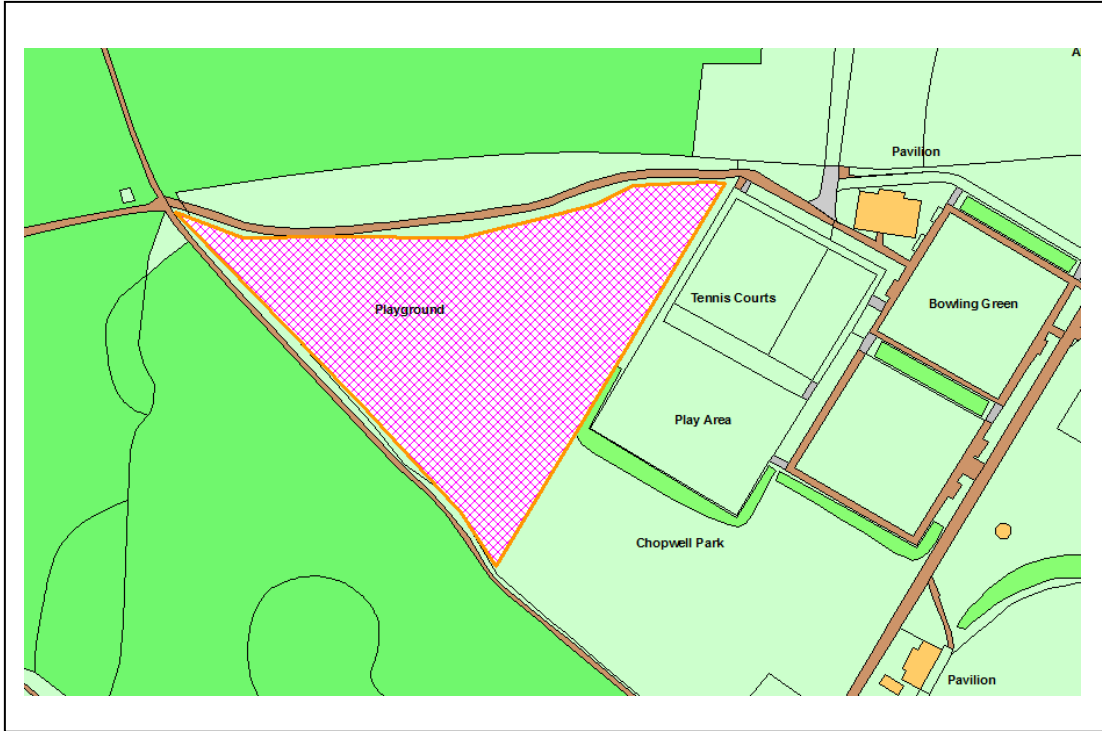 A
Pavilion
Tennis Courts
Bowling Green
Playground
Play Area
Chopwell Park
Pavilion